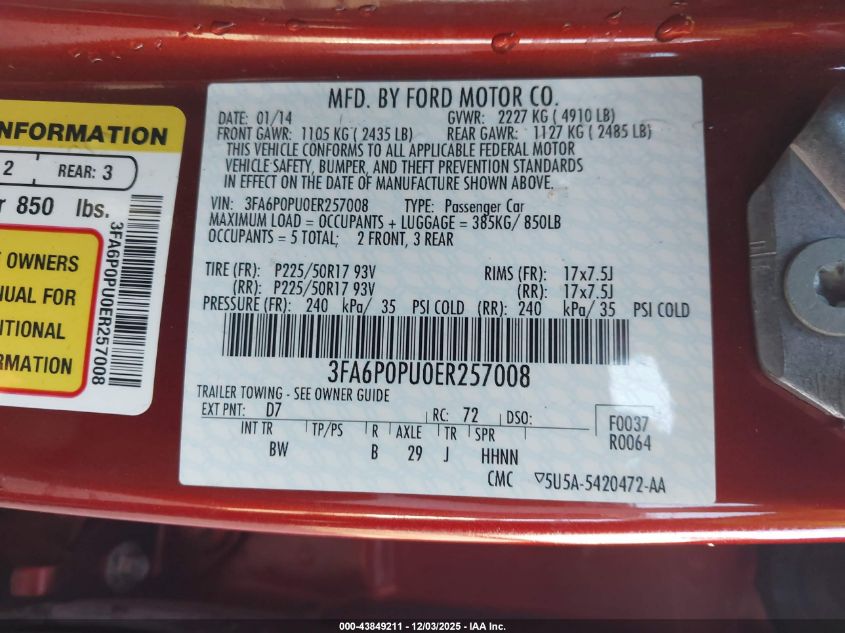 INFORMATION
2 REAR: 3
850 lbs.
OWNERS
FOR
3FA6P0PU0ER257008
MFD. BY FORD MOTOR CO.
DATE: 01/14 GVWR: 2227 KG (4910 LB)
FRONT GAWR: 1105 KG (2435 LB) REAR GAWR: 1127 KG (2485 LB)
THIS VEHICLE CONFORMS TO ALL APPLICABLE FEDERAL MOTOR
VEHICLE SAFETY, BUMPER, AND THEFT PREVENTION STANDARDS
IN EFFECT ON THE DATE OF MANUFACTURE SHOWN ABOVE.
VIN: 3FA6P0PU0ER257008 TYPE: Passenger Car
MAXIMUM LOAD = OCCUPANTS + LUGGAGE = 385KG/ 850LB
OCCUPANTS = 5 TOTAL; 2 FRONT, 3 REAR
TIRE (FR): P225/50R17 93V RIMS (FR): 17x7.5J
(RR): P225/50R17 93V (RR): 17x7.5J
PRESSURE (FR): 240 kPa/ 35 PSI COLD (RR): 240 kPa/ 35 PSI COLD
3FA6P0PU0ER257008
TRAILER TOWING - SEE OWNER GUIDE
EXT PNT: D7 RC: 72 DSO:
F0037
R0064
INT TR TP/PS R AXLE TR SPR
BW B 29 J HHNN
CMC ▽5U5A-5420472-AA
000-43849211 - 12/03/2025 - IAA Inc.